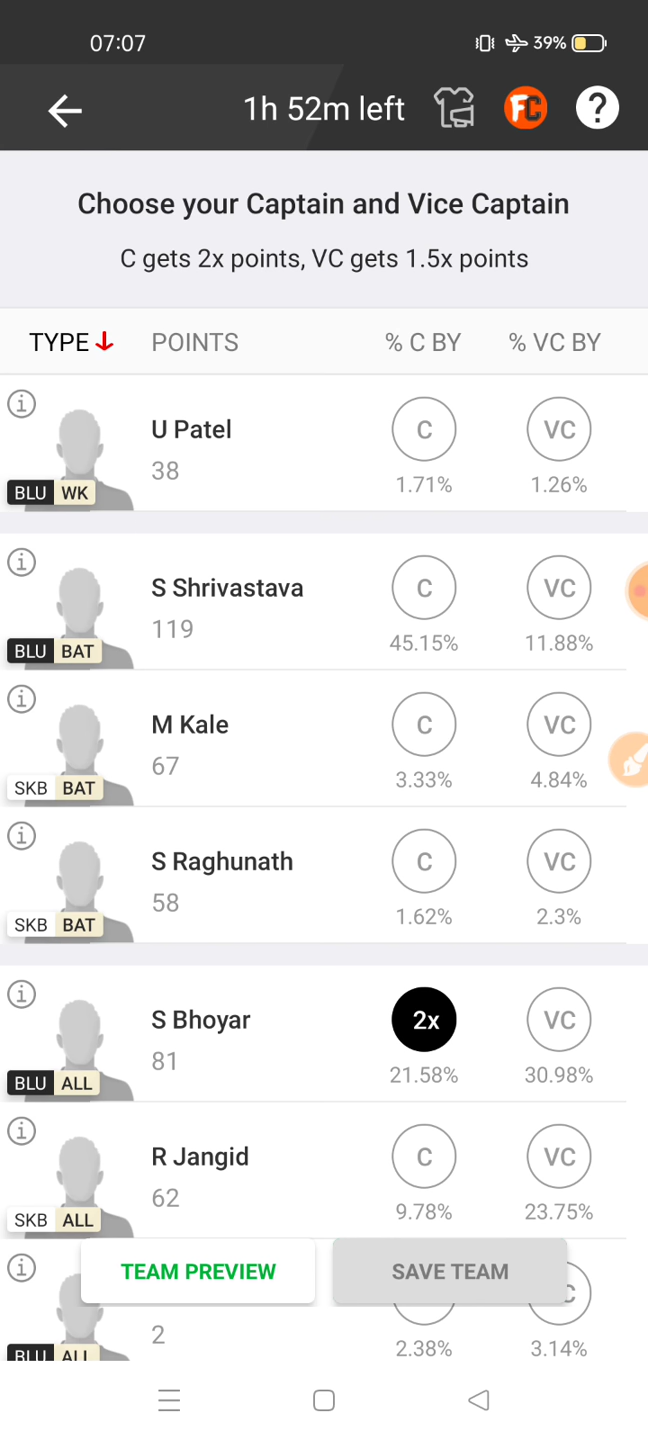 07:07 39%
1h 52m left FC ?
Choose your Captain and Vice Captain
C gets 2x points, VC gets 1.5x points
TYPE POINTS % C BY % VC BY
U Patel
38
C VC
1.71% 1.26%
BLU WK
S Shrivastava
119
C VC
45.15% 11.88%
BLU BAT
M Kale
67
C VC
3.33% 4.84%
SKB BAT
S Raghunath
58
C VC
1.62% 2.3%
SKB BAT
S Bhoyar
81
2x VC
21.58% 30.98%
BLU ALL
R Jangid
62
C VC
9.78% 23.75%
SKB ALL
TEAM PREVIEW SAVE TEAM
2
2.38% 3.14%
BLU ALL